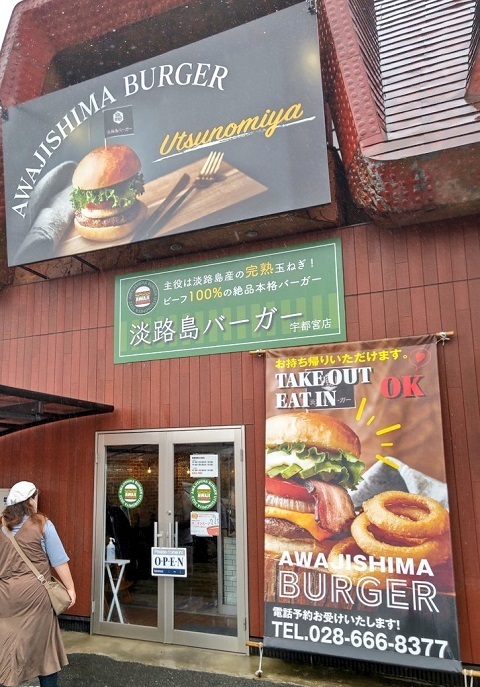 AWAJISHIMA BURGER
Utsunomiya
主役は淡路島産の完熟玉ねぎ！
ビーフ100%の絶品本格バーガー
淡路島バーガー
宇都宮店
お持ち帰りいただけます。
TAKE OUT
EAT IN
OK
AWAJISHIMA
BURGER
電話予約お受けいたします!
TEL.028-666-8377
OPEN